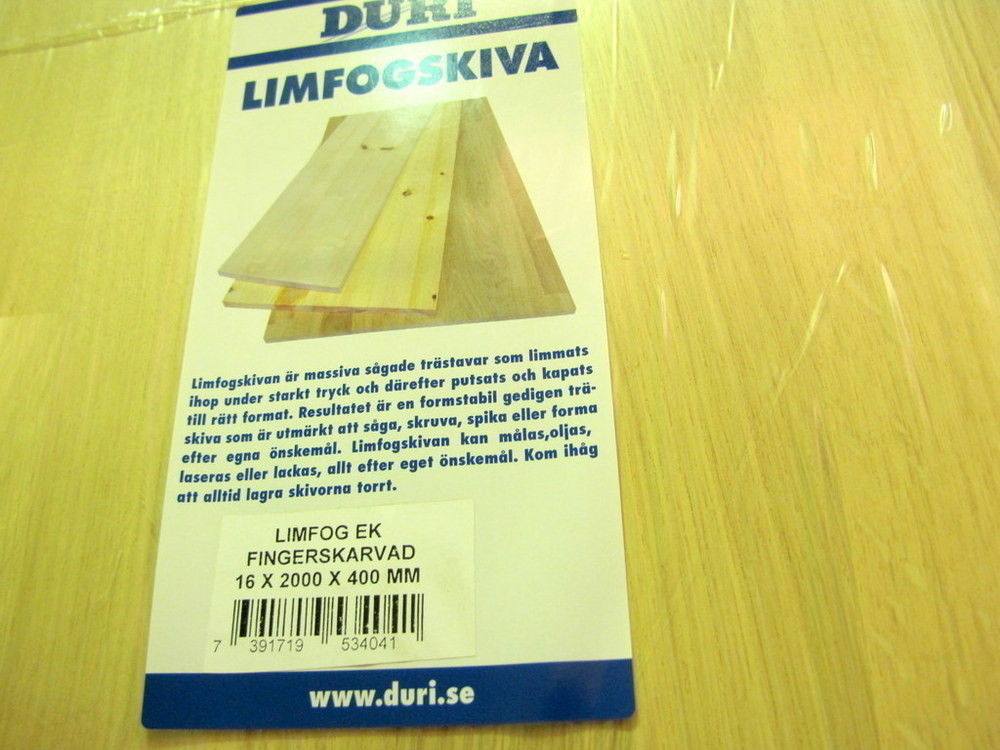 DURI
LIMFOGSKIVA
Limfogskivan är massiva sågade trästavar som limmats
ihop under starkt tryck och därefter putsats och kapats
till rätt format. Resultatet är en formstabil gedigen trä-
skiva som är utmärkt att såga, skruva, spika eller forma
efter egna önskemål. Limfogskivan kan målas,oljas,
laseras eller lackas, allt efter eget önskemål. Kom ihåg
att alltid lagra skivorna torrt.
LIMFOG EK
FINGERSKARVAD
16 X 2000 X 400 MM
7 391719 534041
www.duri.se